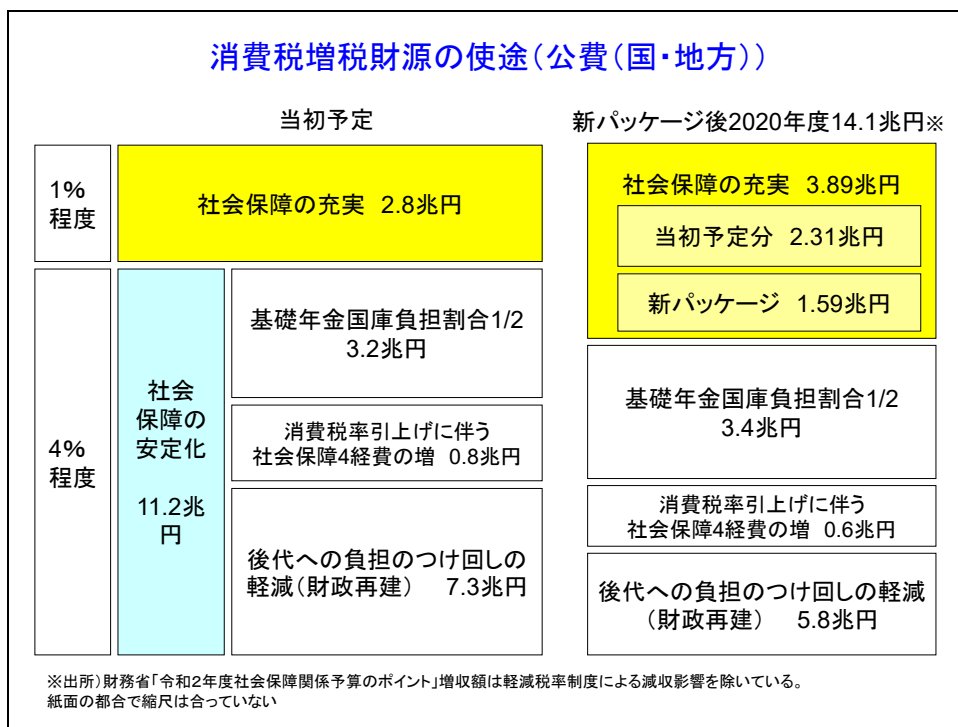 消費税増税財源の使途(公費(国・地方))
当初予定
新パッケージ後2020年度14.1兆円※
1%
程度
社会保障の充実 2.8兆円
4%
程度
社会
保障の
安定化
11.2兆
円
基礎年金国庫負担割合1/2
3.2兆円
消費税率引上げに伴う
社会保障4経費の増 0.8兆円
後代への負担のつけ回しの
軽減(財政再建) 7.3兆円
社会保障の充実 3.89兆円
当初予定分 2.31兆円
新パッケージ 1.59兆円
基礎年金国庫負担割合1/2
3.4兆円
消費税率引上げに伴う
社会保障4経費の増 0.6兆円
後代への負担のつけ回しの軽減
(財政再建) 5.8兆円
※出所)財務省「令和2年度社会保障関係予算のポイント」増収額は軽減税率制度による減収影響を除いている。
紙面の都合で縮尺は合っていない